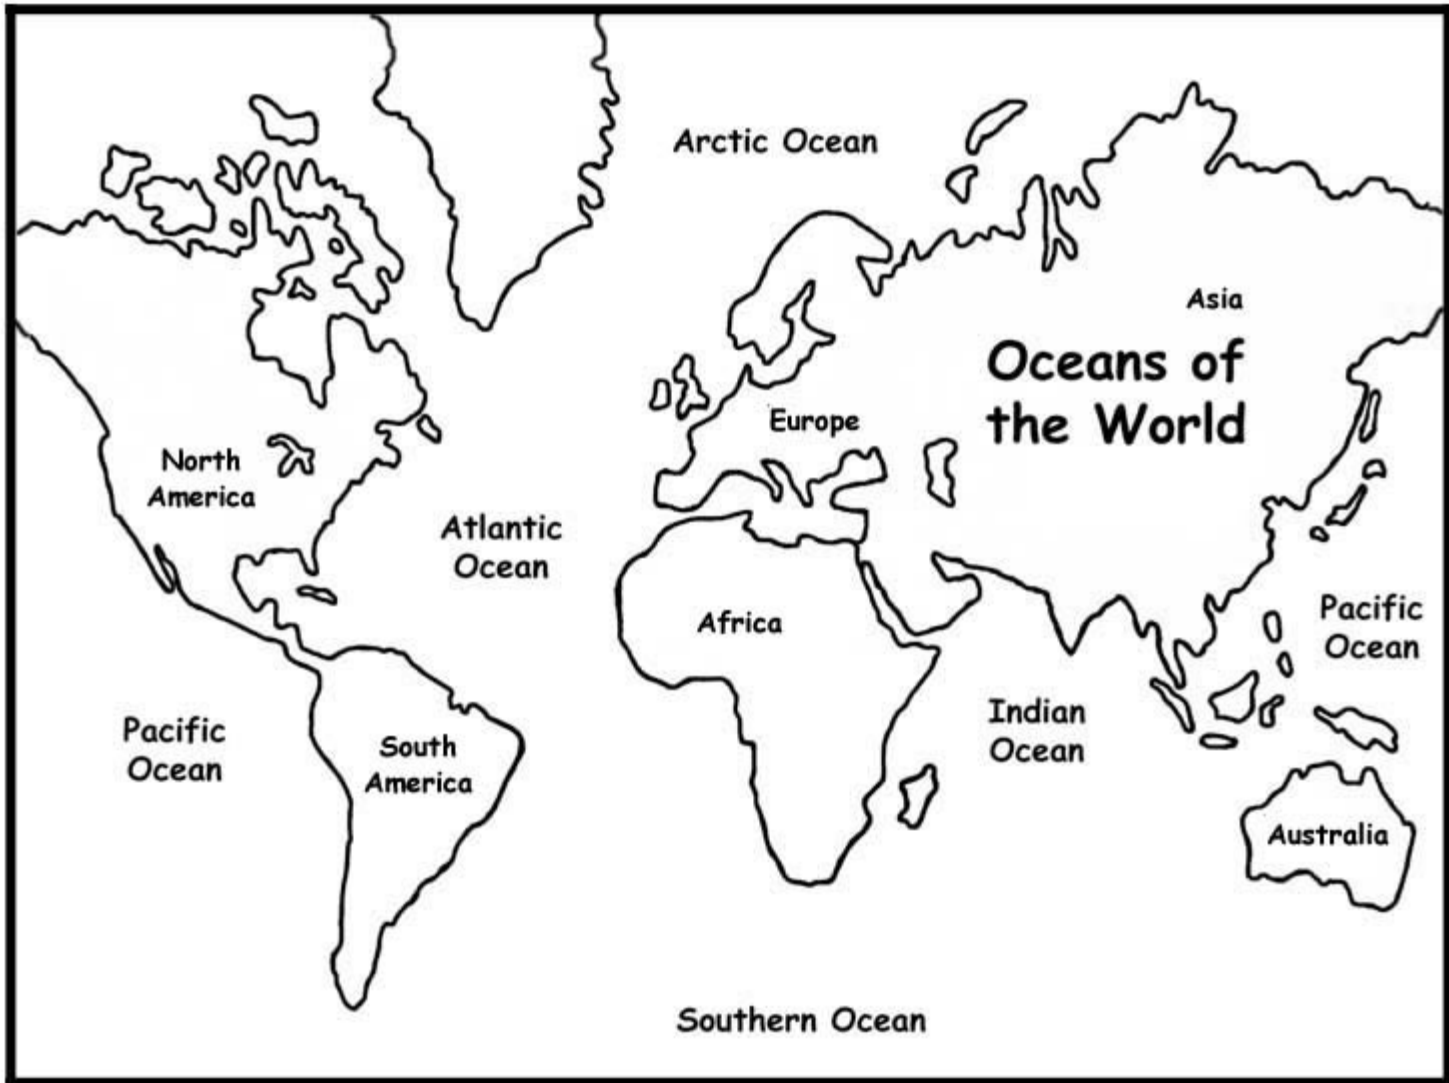 Arctic Ocean
Asia
Oceans of
the World
Europe
North
America
Atlantic
Ocean
Africa
Pacific
Ocean
Indian
Ocean
Pacific
Ocean
South
America
Australia
Southern Ocean